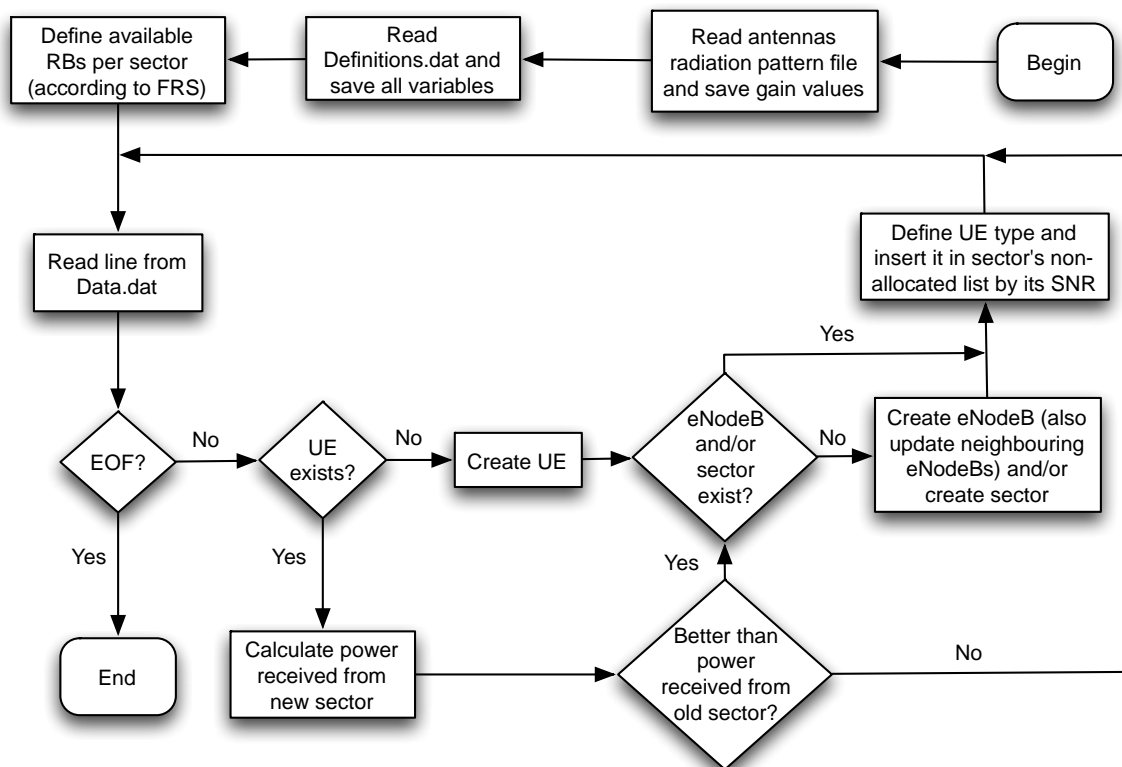 Define available
RBs per sector
(according to FRS)
Read
Definitions.dat and
save all variables
Read antennas
radiation pattern file
and save gain values
Begin
Read line from
Data.dat
Define UE type and
insert it in sector's non-
allocated list by its SNR
Yes
EOF?
No
UE
exists?
No
Create UE
eNodeB
and/or
sector
exist?
No
Create eNodeB (also
update neighbouring
eNodeBs) and/or
create sector
Yes
Yes
Yes
End
Calculate power
received from
new sector
Better than
power
received from
old sector?
No